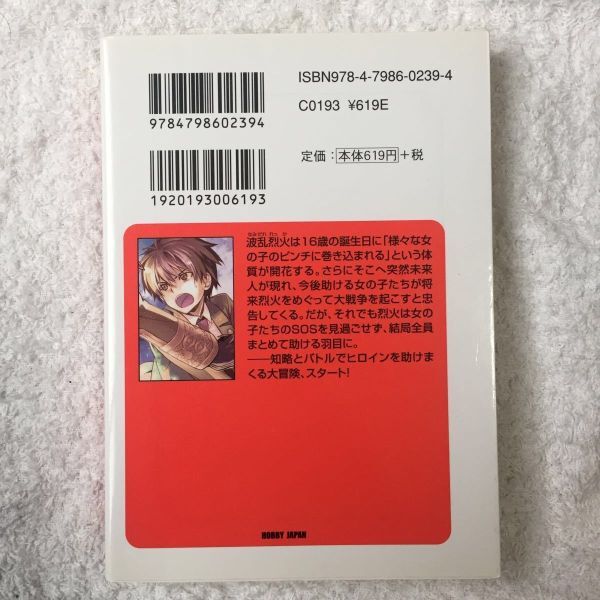 ISBN978-4-7986-0239-4
C0193 ¥619E
9784798602394
定価：本体619円+税
1920193006193
なみだれ れっ か
波乱烈火は16歳の誕生日に「様々な女
の子のピンチに巻き込まれる」という体
質が開花する。さらにそこへ突然未来
人が現れ、今後助ける女の子たちが将
来烈火をめぐって大戦争を起こすと忠
告してくる。だが、それでも烈火は女の
子たちのSOSを見過ごせず、結局全員
まとめて助ける羽目に。
――知略とバトルでヒロインを助けま
くる大冒険、スタート!
HOBBY JAPAN